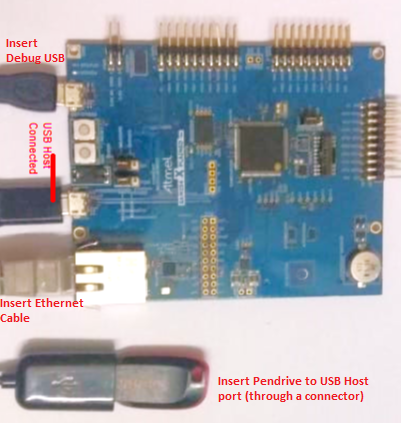 Insert
Debug USB
USB Host
Connected
Atmel
Insert Ethernet
Cable
Insert Pendrive to USB Host
port (through a connector)